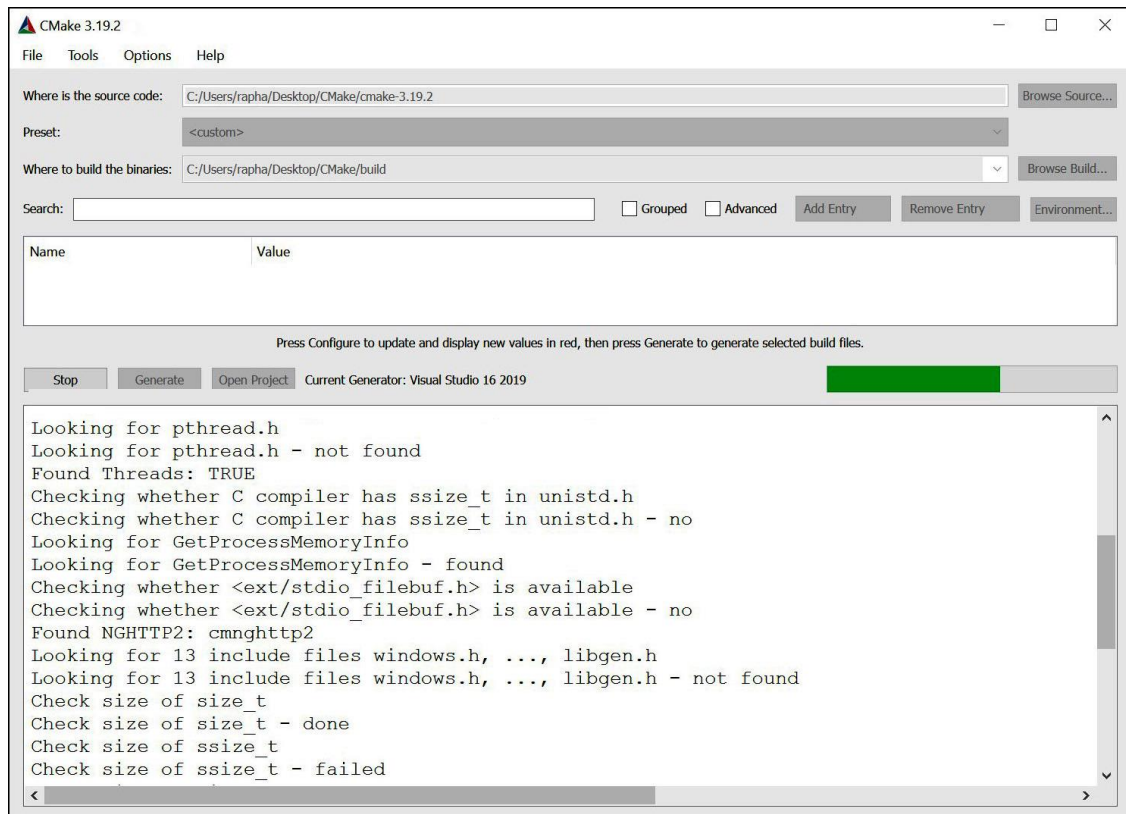 CMake 3.19.2
File Tools Options Help
Where is the source code: C:/Users/rapha/Desktop/CMake/cmake-3.19.2 Browse Source...
Preset: <custom>
Where to build the binaries: C:/Users/rapha/Desktop/CMake/build Browse Build...
Search: Grouped Advanced Add Entry Remove Entry Environment...
Name Value
Press Configure to update and display new values in red, then press Generate to generate selected build files.
Stop Generate Open Project Current Generator: Visual Studio 16 2019
Looking for pthread.h
Looking for pthread.h - not found
Found Threads: TRUE
Checking whether C compiler has ssize_t in unistd.h
Checking whether C compiler has ssize_t in unistd.h - no
Looking for GetProcessMemoryInfo
Looking for GetProcessMemoryInfo - found
Checking whether <ext/stdio_filebuf.h> is available
Checking whether <ext/stdio_filebuf.h> is available - no
Found NGHTTP2: cmnghttp2
Looking for 13 include files windows.h, ..., libgen.h
Looking for 13 include files windows.h, ..., libgen.h - not found
Check size of size_t
Check size of size_t - done
Check size of ssize_t
Check size of ssize_t - failed